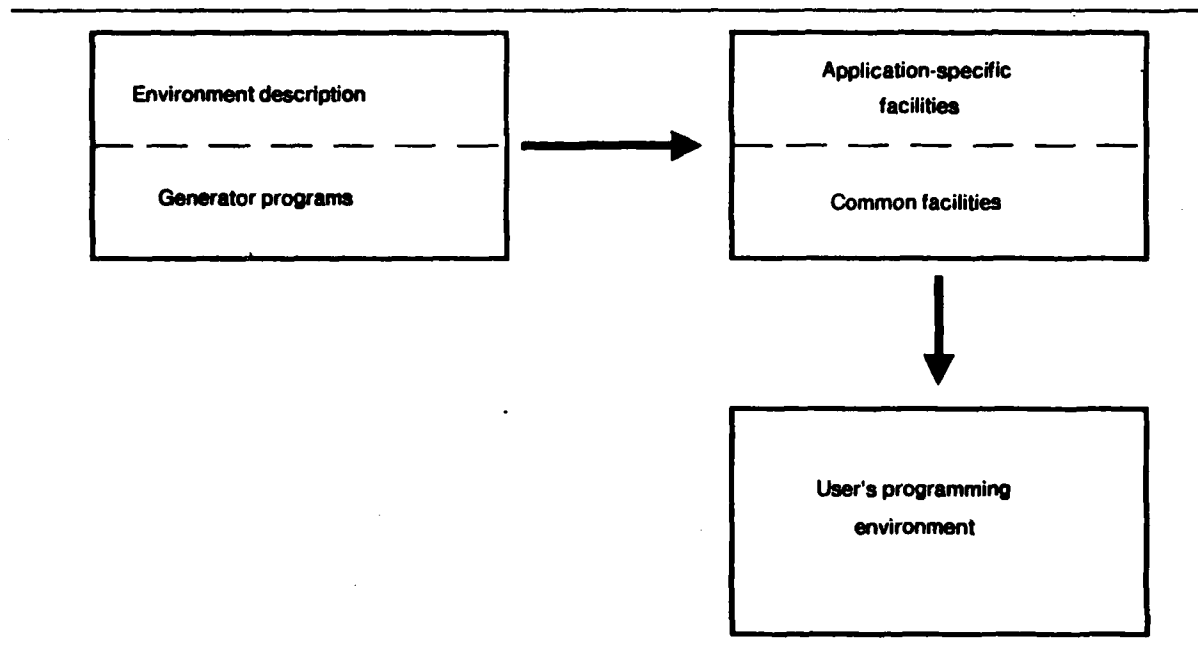 Environment description
Generator programs
Application-specific
facilities
Common facilities
User's programming
environment